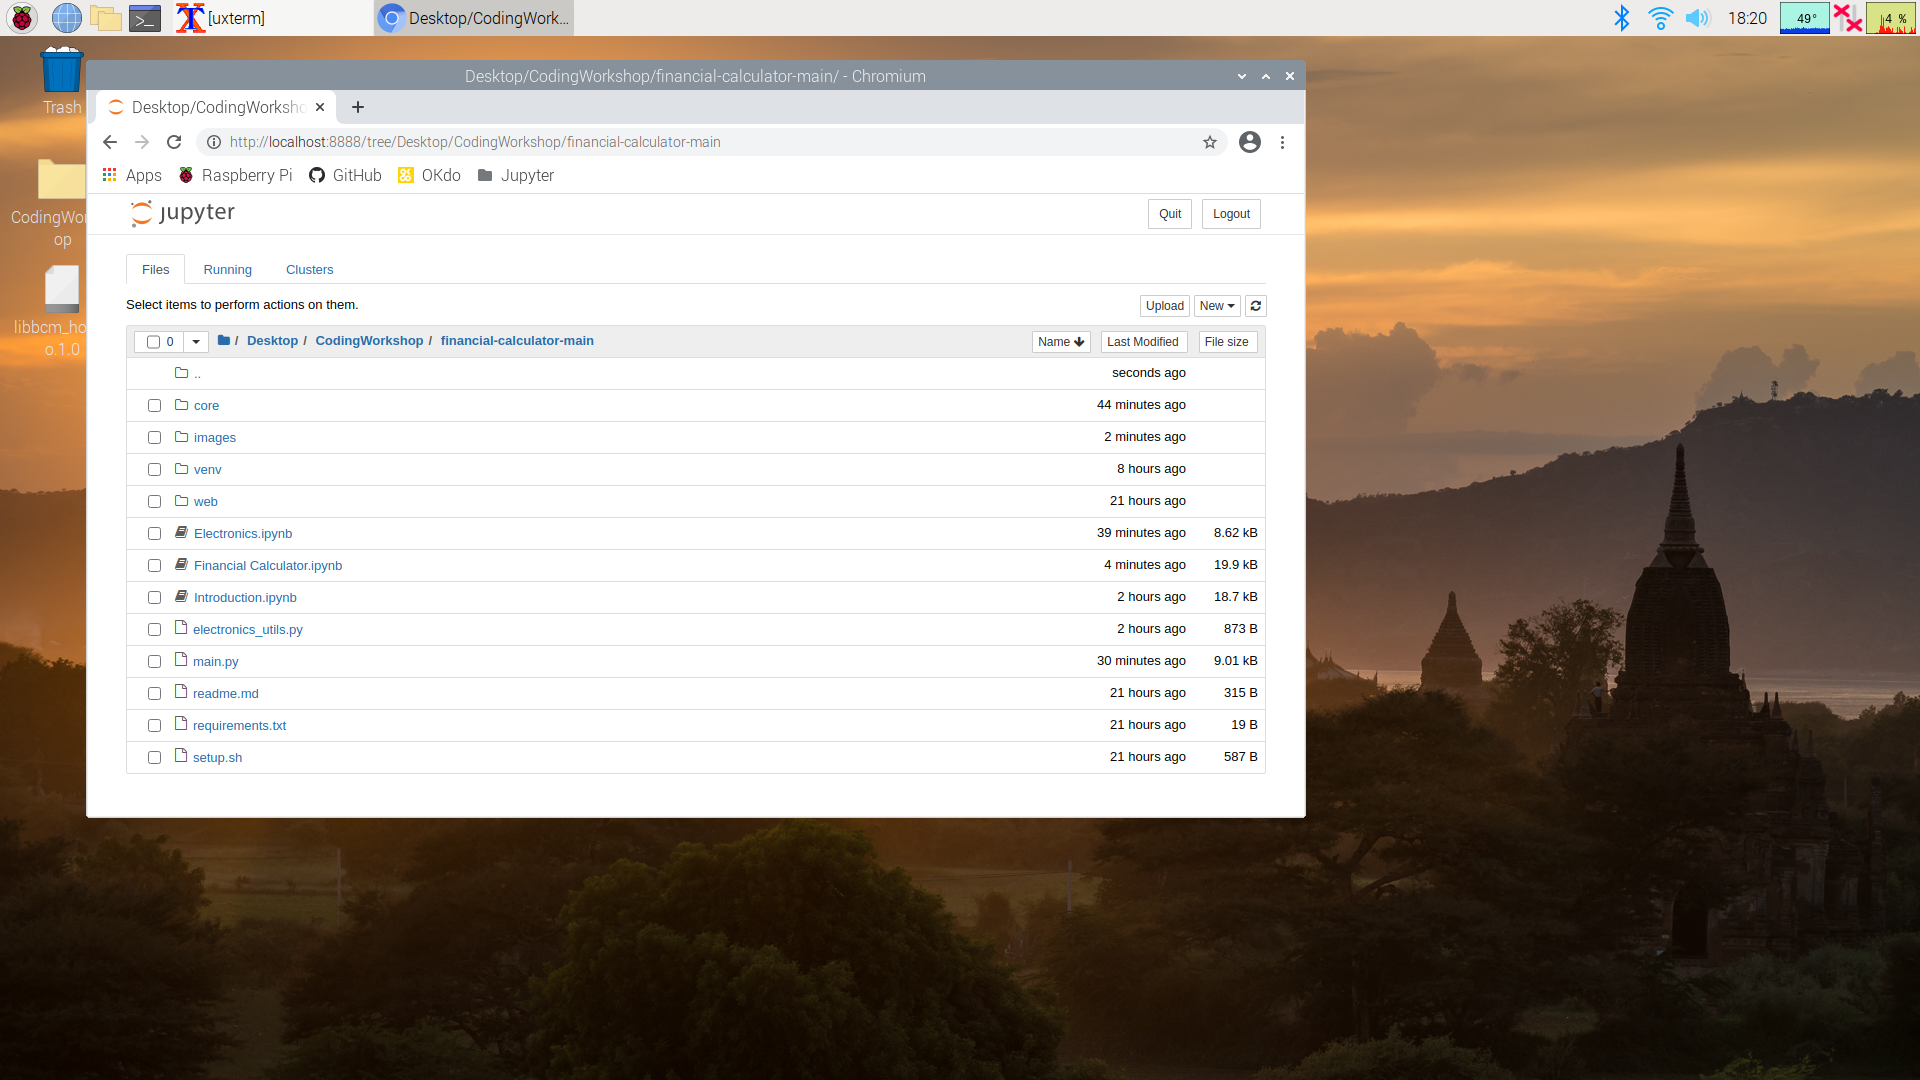 [uxterm]
Desktop/CodingWork...
18:20
49°
4 %
Trash
CodingWor
op
libbcm_ho
o.1.0
Desktop/CodingWorkshop/financial-calculator-main/ - Chromium
Desktop/CodingWorksho
http://localhost:8888/tree/Desktop/CodingWorkshop/financial-calculator-main
Apps Raspberry Pi GitHub OKdo Jupyter
jupyter
Quit Logout
Files Running Clusters
Select items to perform actions on them.
Upload New
0 / Desktop / CodingWorkshop / financial-calculator-main Name Last Modified File size
.. seconds ago
core 44 minutes ago
images 2 minutes ago
venv 8 hours ago
web 21 hours ago
Electronics.ipynb 39 minutes ago 8.62 kB
Financial Calculator.ipynb 4 minutes ago 19.9 kB
Introduction.ipynb 2 hours ago 18.7 kB
electronics_utils.py 2 hours ago 873 B
main.py 30 minutes ago 9.01 kB
readme.md 21 hours ago 315 B
requirements.txt 21 hours ago 19 B
setup.sh 21 hours ago 587 B